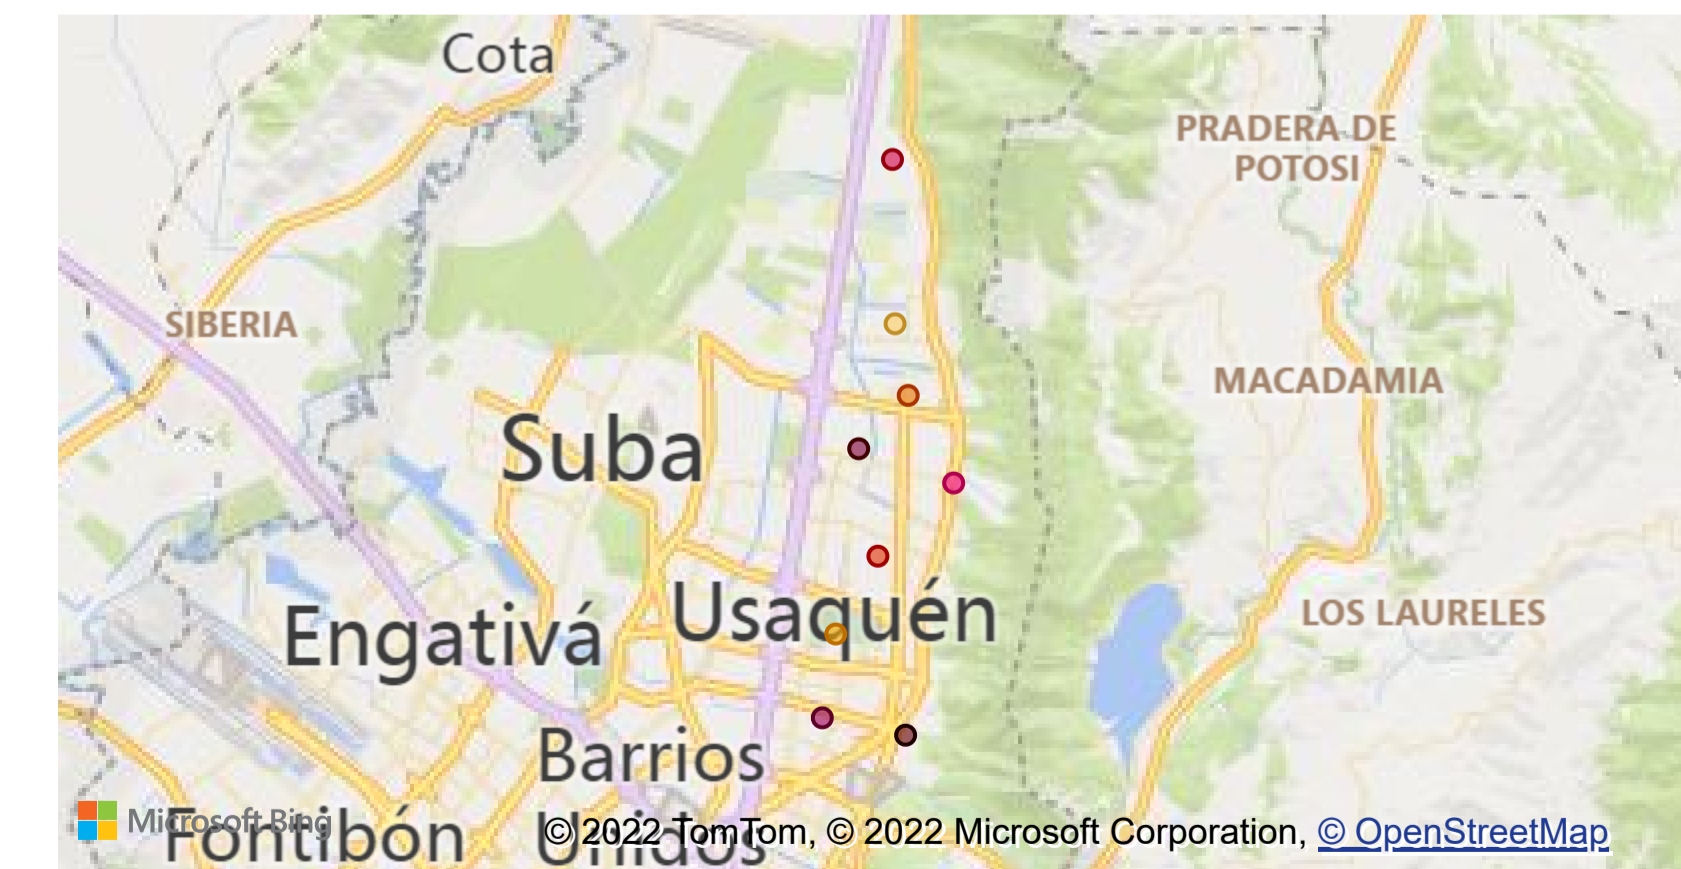 Cota
PRADERA DE
POTOSI
SIBERIA
MACADAMIA
Suba
Usaquén
LOS LAURELES
Engativá
Barrios
Unidos
Fontibón
Microsoft Bing
© 2022 TomTom, © 2022 Microsoft Corporation, © OpenStreetMap